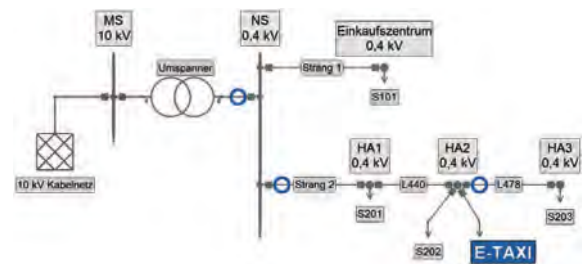 MS
10 kV
NS
0,4 kV
Umspanner
Einkaufszentrum
0,4 kV
Strang 1
S101
10 kV Kabelnetz
HA1
0,4 kV
HA2
0,4 kV
HA3
0,4 kV
Strang 2
L440
L478
S201
S202
E-TAXI
S203